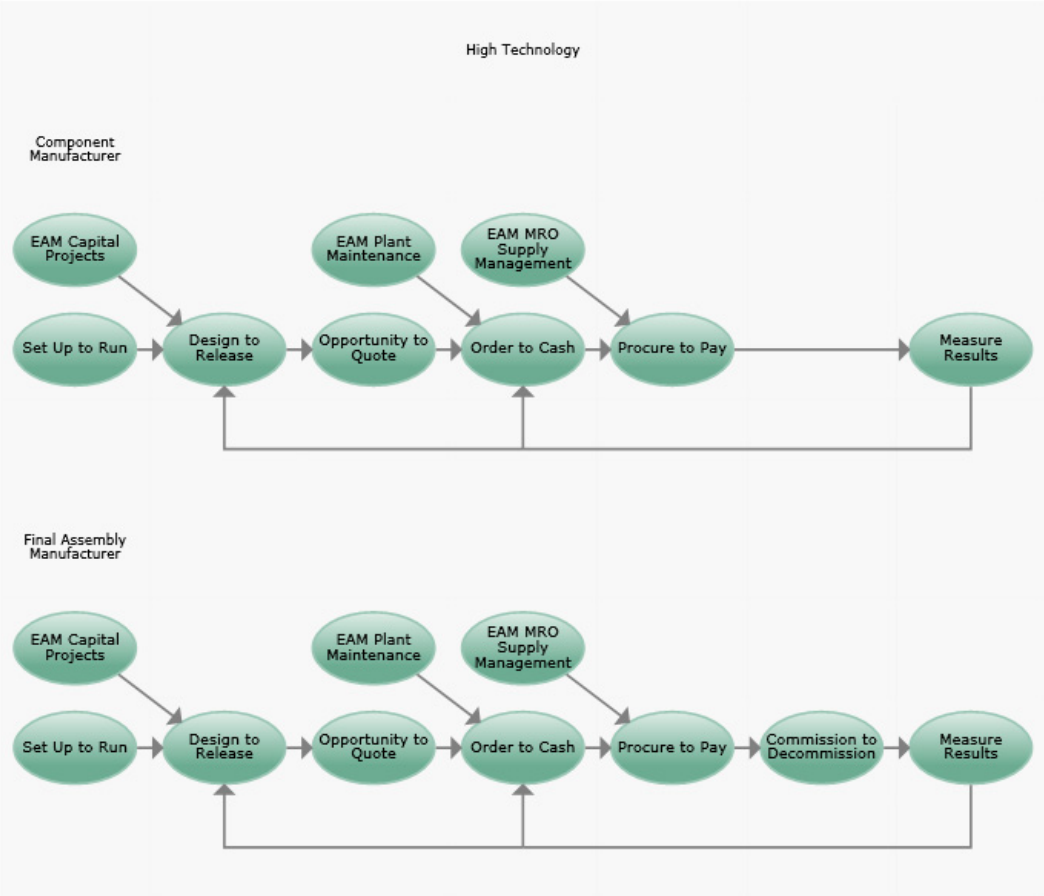 High Technology
Component
Manufacturer
EAM Capital
Projects
EAM Plant
Maintenance
EAM MRO
Supply
Management
Set Up to Run
Design to
Release
Opportunity to
Quote
Order to Cash
Procure to Pay
Measure
Results
Final Assembly
Manufacturer
EAM Capital
Projects
EAM Plant
Maintenance
EAM MRO
Supply
Management
Set Up to Run
Design to
Release
Opportunity to
Quote
Order to Cash
Procure to Pay
Commission to
Decommission
Measure
Results